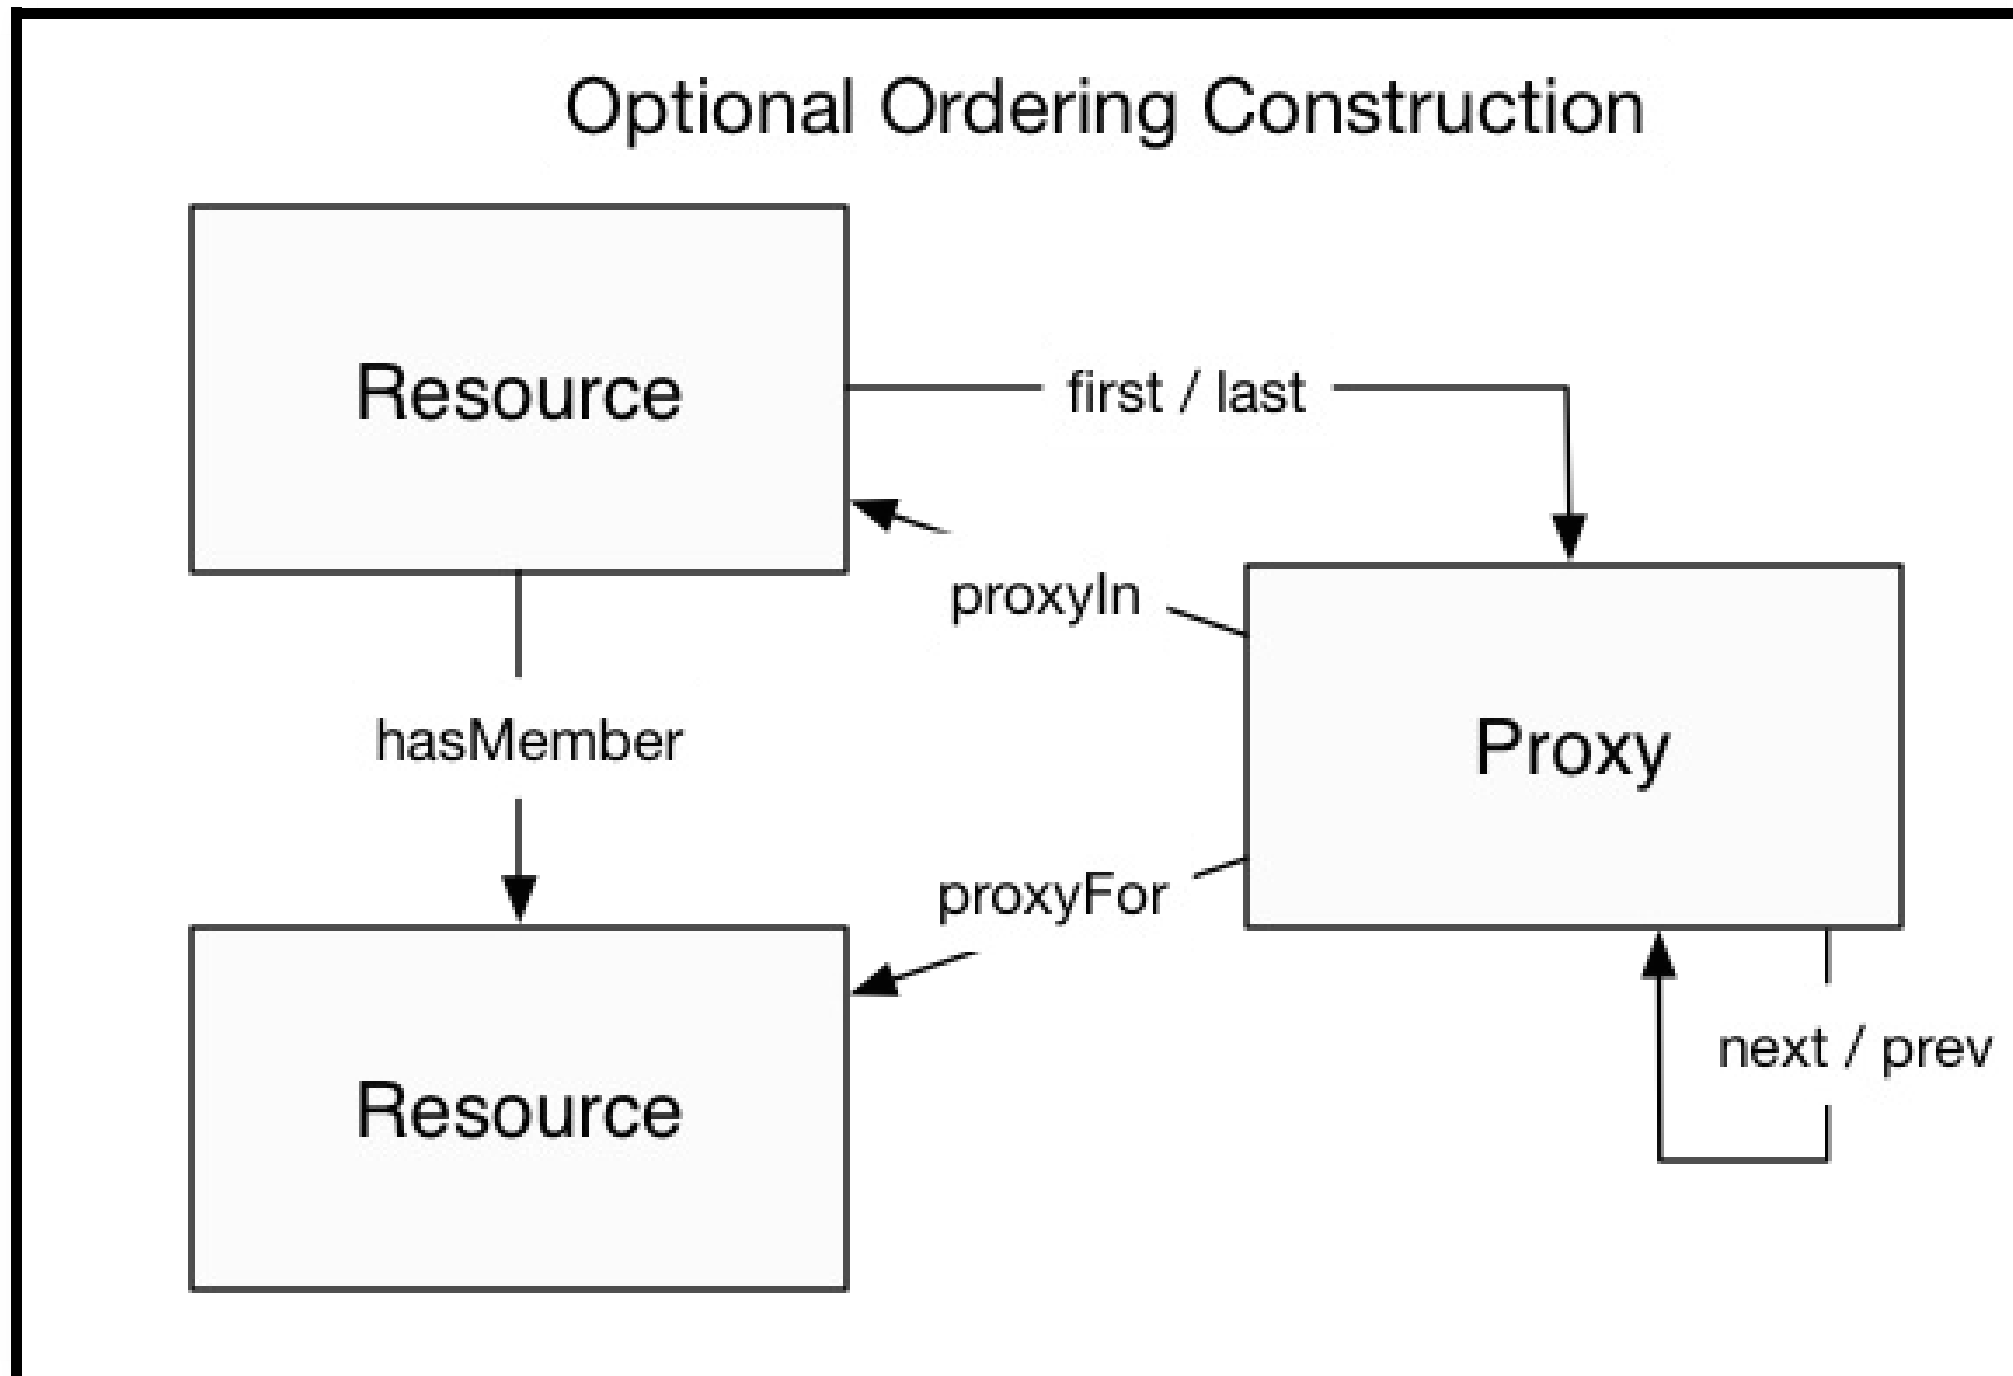 Optional Ordering Construction
Resource
first / last
proxyIn
hasMember
Proxy
proxyFor
next / prev
Resource